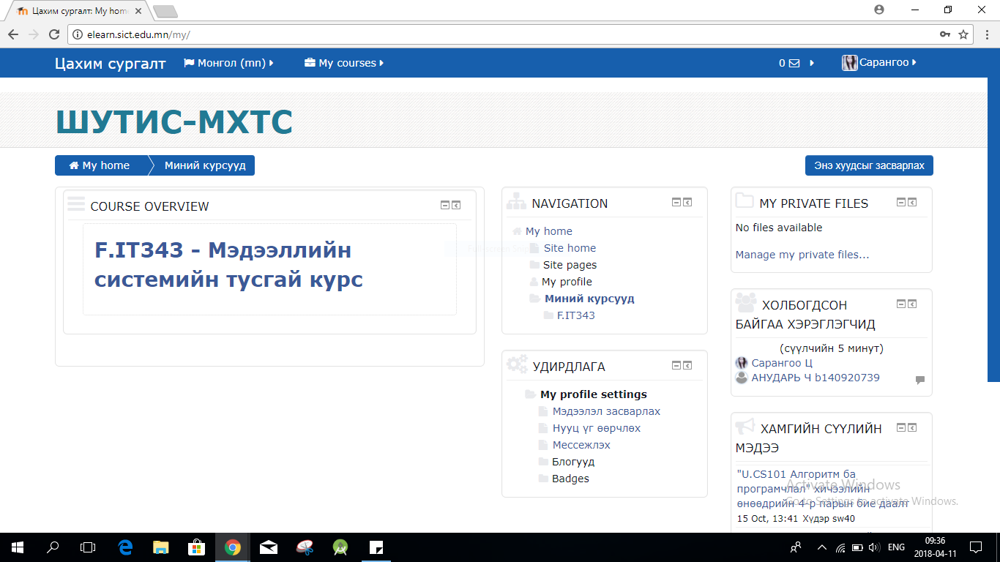 Цахим сургалт: My hom
elearn.sict.edu.mn/my/
Цахим сургалт
Монгол (mn)
My courses
0
Сарангоо
ШУТИС-МХТС
My home
Миний курсууд
Энэ хуудсыг засварлах
COURSE OVERVIEW
F.IT343 - Мэдээллийн
системийн тусгай курс
NAVIGATION
My home
Site home
Site pages
My profile
Миний курсууд
F.IT343
УДИРДЛАГА
My profile settings
Мэдээлэл засварлах
Нууц үг өөрчлөх
Мессежлэх
Блогууд
Badges
MY PRIVATE FILES
No files available
Manage my private files...
ХОЛБОГДСОН
БАЙГАА ХЭРЭГЛЭГЧИД
(сүүлчийн 5 минут)
Сарангоо Ц
АНУДАРЬ Ч b140920739
ХАМГИЙН СҮҮЛИЙН
МЭДЭЭ
"U.CS101 Алгоритм ба
програмчлал" хичээлийн
өнөөдрийн 4-р парын бие даалт
15 Oct, 13:41 Хүдэр sw40
Activate Windows
Go to Settings to activate Windows.
ENG
09:36
2018-04-11